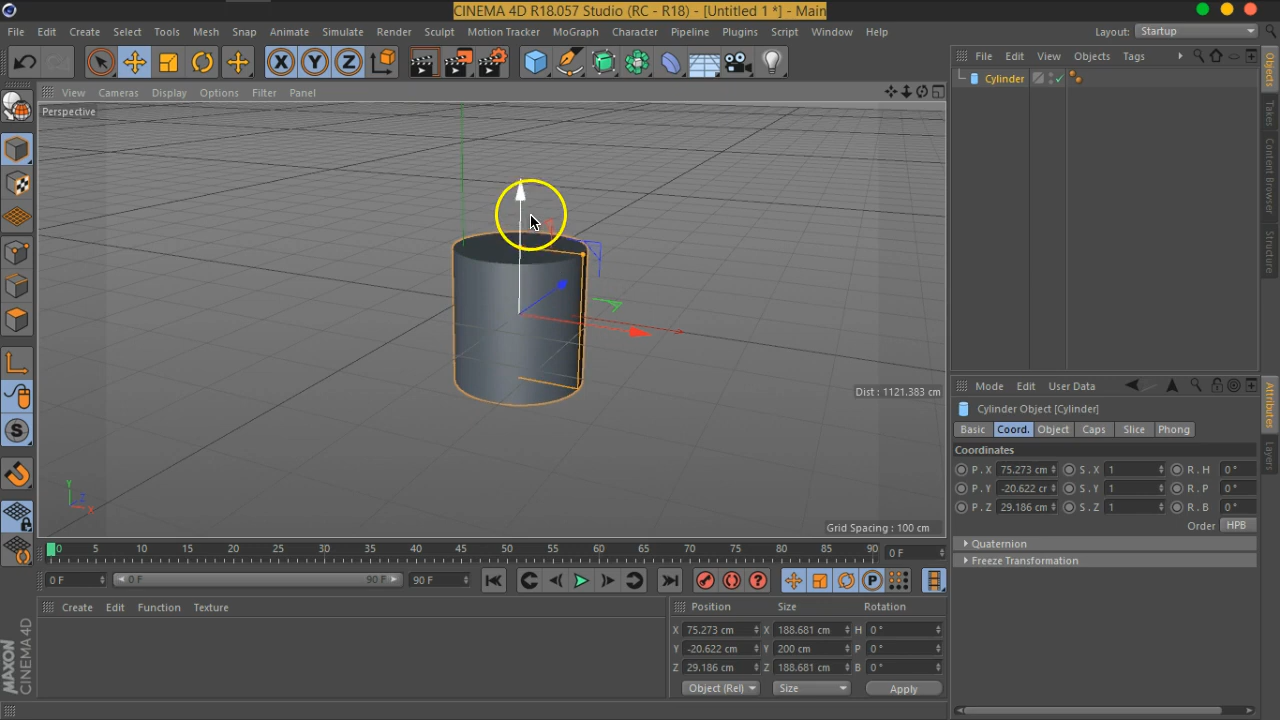 CINEMA 4D R18.057 Studio (RC - R18) - [Untitled 1 *] - Main
File Edit Create Select Tools Mesh Snap Animate Simulate Render Sculpt Motion Tracker MoGraph Character Pipeline Plugins Script Window Help Layout: Startup
X Y Z
View Cameras Display Options Filter Panel
File Edit View Objects Tags
Cylinder
Objects
Takes
Content Browser
Structure
Perspective
Dist : 1121.383 cm
Y
Z
X
Grid Spacing : 100 cm
S
Mode Edit User Data
Cylinder Object [Cylinder]
Basic Coord. Object Caps Slice Phong
Coordinates
P . X 75.273 cm S . X 1 R . H 0 °
P . Y -20.622 cr S . Y 1 R . P 0 °
P . Z 29.186 cm S . Z 1 R . B 0 °
Order HPB
Quaternion
Freeze Transformation
Attributes
Layers
0 5 10 15 20 25 30 35 40 45 50 55 60 65 70 75 80 85 90 0 F
0 F 0 F 90 F 90 F
P
Create Edit Function Texture
Position Size Rotation
X 75.273 cm X 188.681 cm H 0 °
Y -20.622 cm Y 200 cm P 0 °
Z 29.186 cm Z 188.681 cm B 0 °
Object (Rel) Size Apply
MAXON
CINEMA 4D